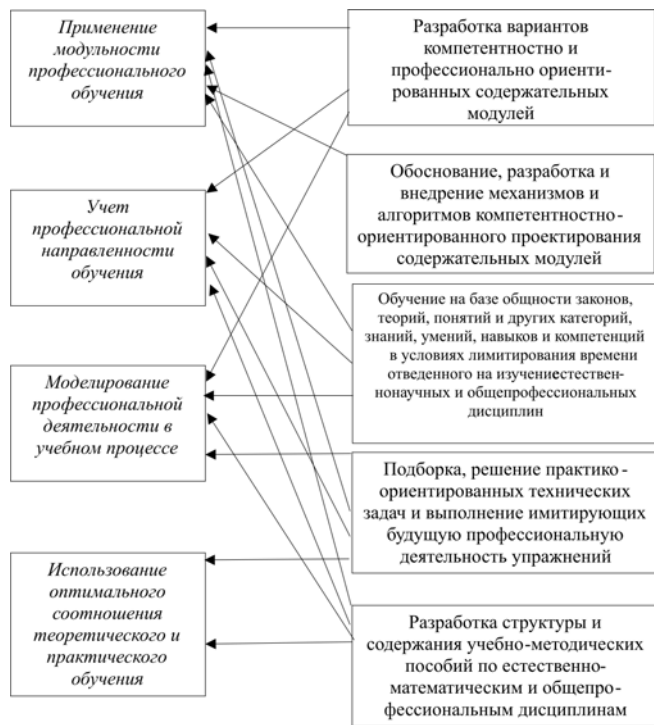 Применение
модульности
профессионального
обучения
Учет
профессиональной
направленности
обучения
Моделирование
профессиональной
деятельности в
учебном процессе
Использование
оптимального
соотношения
теоретического и
практического
обучения
Разработка вариантов
компетентностно и
профессионально ориенти-
рованных содержательных
модулей
Обоснование, разработка и
внедрение механизмов и
алгоритмов компетентностно-
ориентированного проектирования
содержательных модулей
Обучение на базе общности законов,
теорий, понятий и других категорий,
знаний, умений, навыков и компетенций
в условиях лимитирования времени
отведенного на изучениестествен-
нонаучных и общепрофессиональных
дисциплин
Подборка, решение практико-
ориентированных технических
задач и выполнение имитирующих
будущую профессиональную
деятельность упражнений
Разработка структуры и
содержания учебно-методических
пособий по естественно-
математическим и общепро-
фессиональным дисциплинам